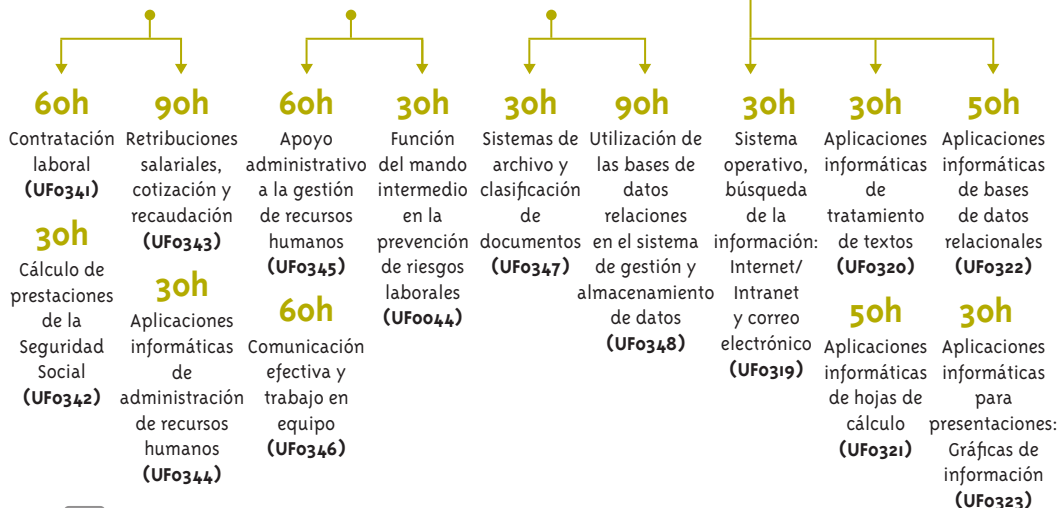 60h
Contratación
laboral
(UF0341)
30h
Cálculo de
prestaciones
de la
Seguridad
Social
(UF0342)
90h
Retribuciones
salariales,
cotización y
recaudación
(UF0343)
30h
Aplicaciones
informáticas
de
administración
de recursos
humanos
(UF0344)
60h
Apoyo
administrativo
a la gestión
de recursos
humanos
(UF0345)
60h
Comunicación
efectiva y
trabajo en
equipo
(UF0346)
30h
Función
del mando
intermedio
en la
prevención
de riesgos
laborales
(UF0044)
30h
Sistemas de
archivo y
clasificación
de
documentos
(UF0347)
90h
Utilización de
las bases de
datos
relaciones
en el sistema
de gestión y
almacenamiento
de datos
(UF0348)
30h
Sistema
operativo,
búsqueda
de la
información:
Internet/
Intranet
y correo
electrónico
(UF0319)
30h
Aplicaciones
informáticas
de
tratamiento
de textos
(UF0320)
50h
Aplicaciones
informáticas
de hojas de
cálculo
(UF0321)
50h
Aplicaciones
informáticas
de bases
de datos
relacionales
(UF0322)
30h
Aplicaciones
informáticas
para
presentaciones:
Gráficas de
información
(UF0323)